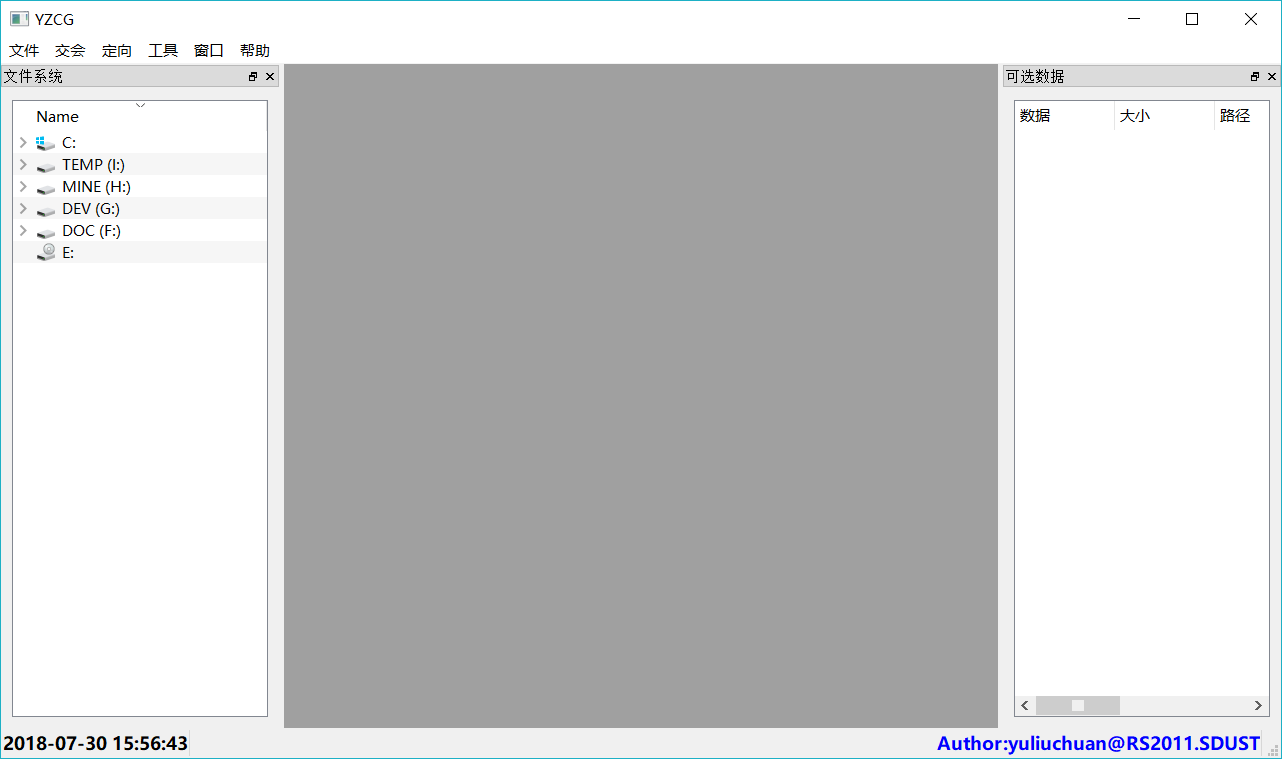 YZCG
文件 交会 定向 工具 窗口 帮助
文件系统
Name
C:
TEMP (I:)
MINE (H:)
DEV (G:)
DOC (F:)
E:
可选数据
数据 大小 路径
2018-07-30 15:56:43
Author:yuliuchuan@RS2011.SDUST